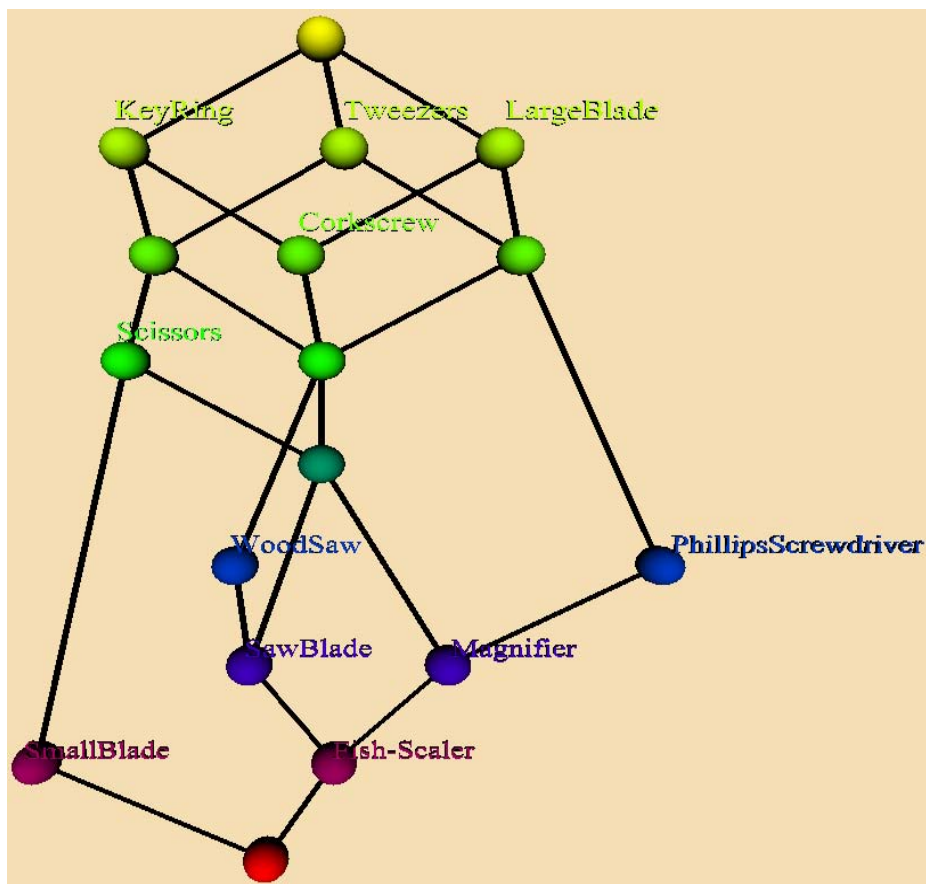 KeyRing
Tweezers
LargeBlade
Corkscrew
Scissors
WoodSaw
PhillipsScrewdriver
SawBlade
Magnifier
SmallBlade
Fish-Scaler